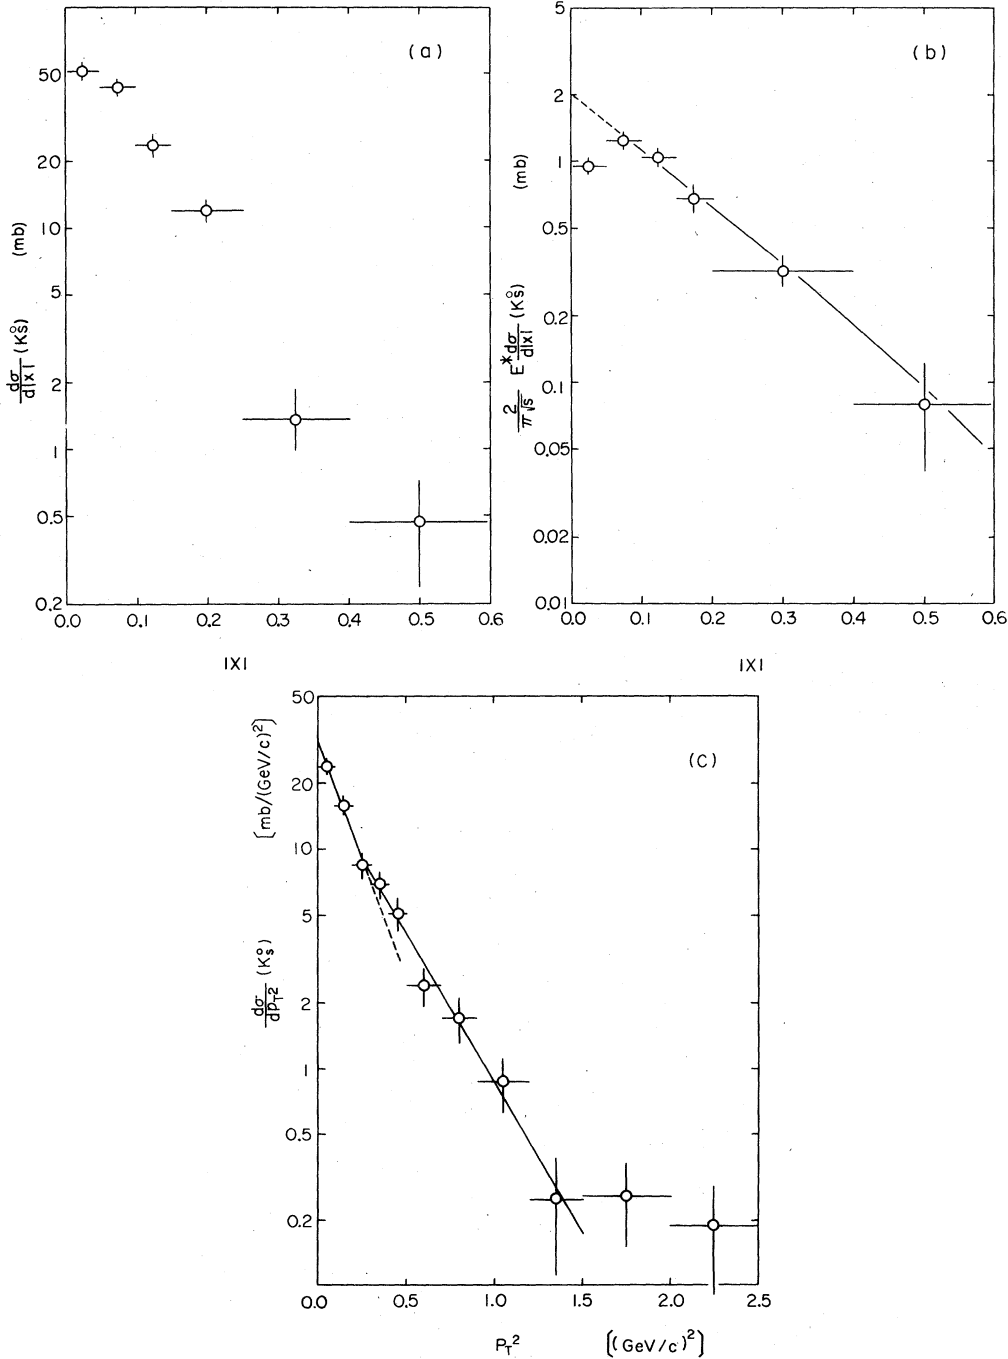 (a)
50
20
10
5
2
1
0.5
0.2
0.0 0.1 0.2 0.3 0.4 0.5 0.6
|X|
dσ/d|X| (K°s) (mb)
(b)
5
2
1
0.5
0.2
0.1
0.05
0.02
0.01
0.0 0.1 0.2 0.3 0.4 0.5 0.6
|X|
2/π√s E* dσ/d|X| (K°s) (mb)
(c)
50
20
10
5
2
1
0.5
0.2
0.0 0.5 1.0 1.5 2.0 2.5
P_T² [(GeV/c)²]
dσ/dP_T² (K°s) [mb/(GeV/c)²]